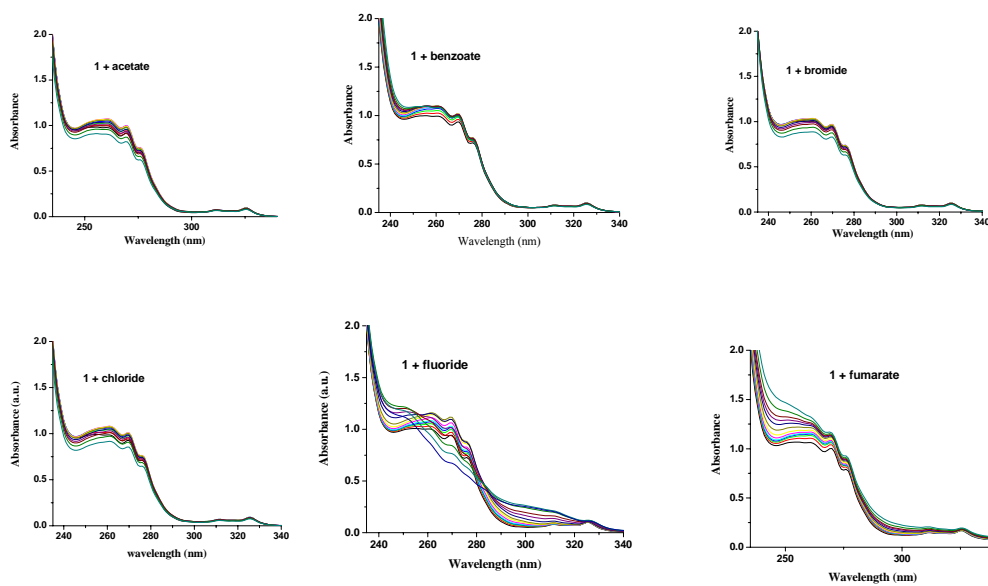 1 + acetate
Absorbance
2.0
1.5
1.0
0.5
0.0
250
300
Wavelength (nm)
1 + benzoate
Absorbance
2.0
1.5
1.0
0.5
0.0
240 260 280 300 320 340
Wavelength (nm)
1 + bromide
Absorbance
2.0
1.5
1.0
0.5
0.0
240 260 280 300 320 340
Wavelength (nm)
1 + chloride
Absorbance (a.u.)
2.0
1.5
1.0
0.5
0.0
240 260 280 300 320 340
wavelength (nm)
1 + fluoride
Absorbance (a.u.)
2.0
1.5
1.0
0.5
0.0
240 260 280 300 320 340
Wavelength (nm)
1 + fumarate
Absorbance
2.0
1.5
1.0
0.5
0.0
250
300
Wavelength (nm)